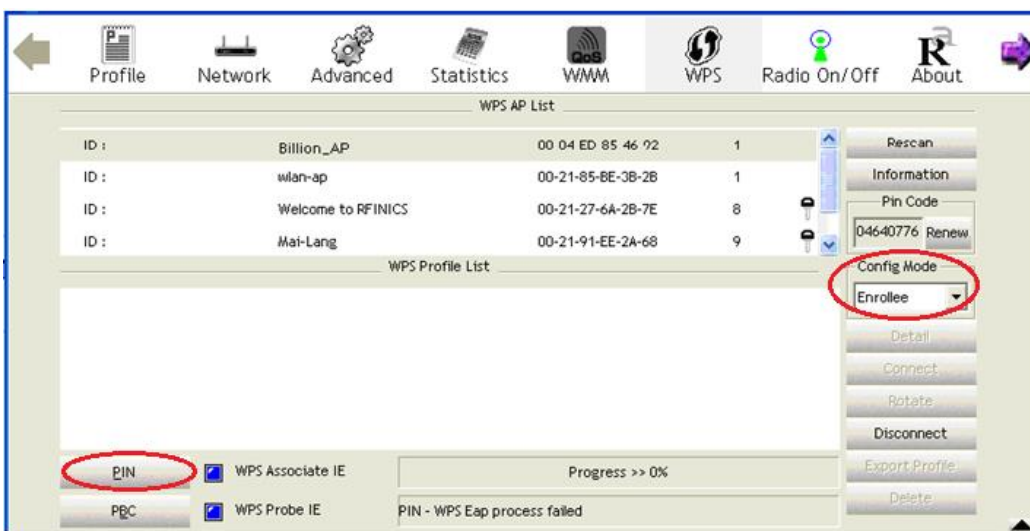 Profile Network Advanced Statistics QoS WMM WPS Radio On/Off About
WPS AP List
ID : Billion_AP 00 04 ED 85 46 92 1
ID : wlan-ap 00-21-85-BE-3B-2B 1
ID : Welcome to RFINICS 00-21-27-6A-2B-7E 8
ID : Mai-Lang 00-21-91-EE-2A-68 9
Rescan
Information
Pin Code
04640776 Renew
WPS Profile List
Config Mode
Enrollee
Detail
Connect
Rotate
Disconnect
Export Profile
Delete
PIN WPS Associate IE Progress >> 0%
PBC WPS Probe IE PIN - WPS Eap process failed